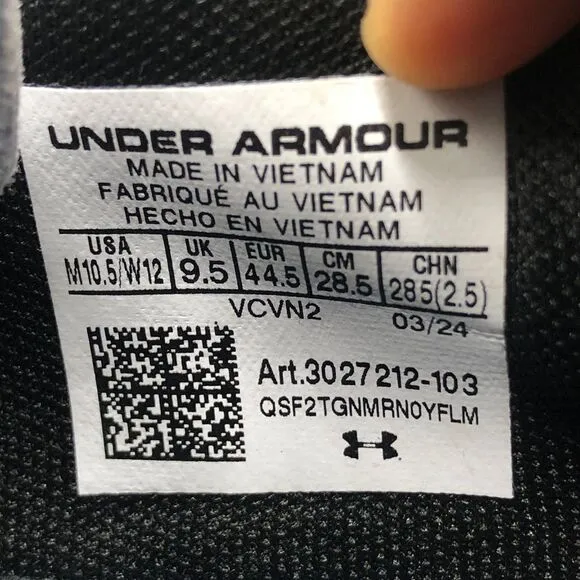 UNDER ARMOUR
MADE IN VIETNAM
FABRIQUÉ AU VIETNAM
HECHO EN VIETNAM
USA UK EUR CM CHN
M10.5/W12 9.5 44.5 28.5 285(2.5)
VCVN2 03/24
Art.3027212-103
QSF2TGNMRN0YFLM